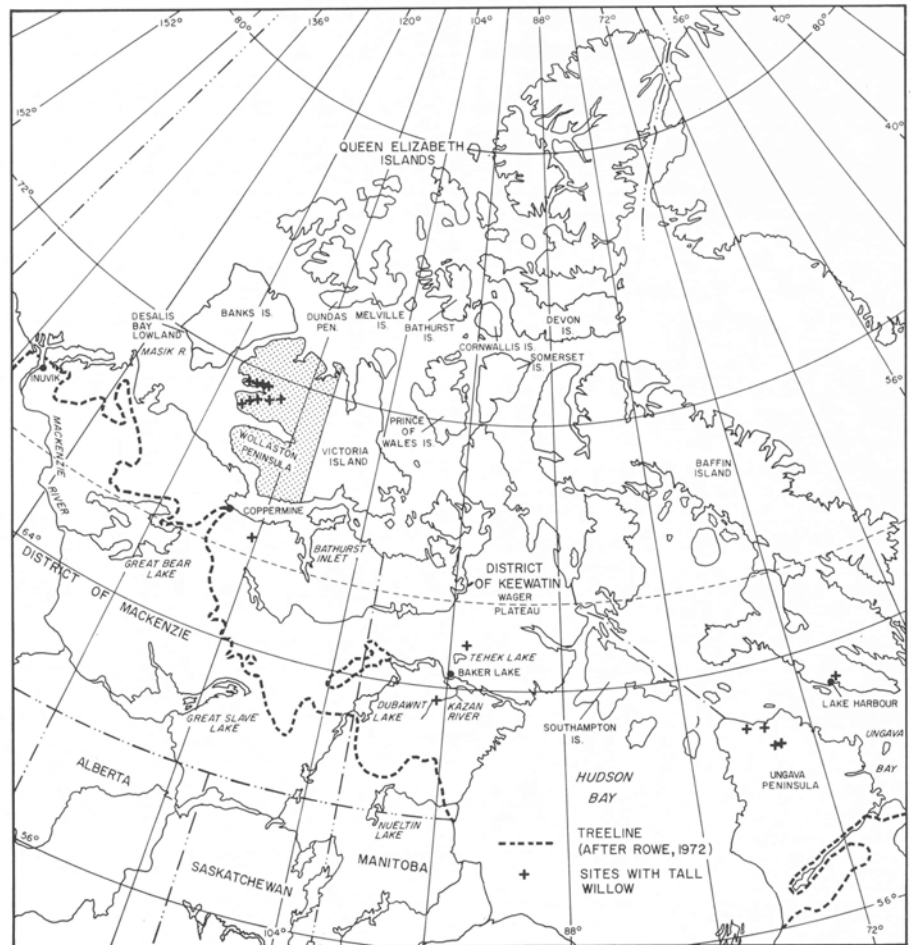 152° 136° 120° 104° 88° 72° 56°
80°
80°
152°
40°
QUEEN ELIZABETH
ISLANDS
72°
DESALIS
BAY
LOWLAND
MASIK R
BANKS IS.
DUNDAS
PEN.
MELVILLE
IS.
BATHURST
IS.
CORNWALLIS IS.
DEVON
IS.
SOMERSET
IS.
56°
INUVIK
MACKENZIE
RIVER
WOLLASTON
PENINSULA
VICTORIA
ISLAND
PRINCE
OF
WALES IS.
BAFFIN
ISLAND
COPPERMINE
64°
GREAT BEAR
LAKE
BATHURST
INLET
DISTRICT
OF KEEWATIN
WAGER
PLATEAU
DISTRICT
OF MACKENZIE
TEHEK LAKE
BAKER LAKE
GREAT SLAVE
LAKE
DUBAWNT
LAKE
KAZAN
RIVER
SOUTHAMPTON
IS.
LAKE HARBOUR
UNGAVA
BAY
UNGAVA
PENINSULA
HUDSON
BAY
ALBERTA
NUELTIN
LAKE
56°
SASKATCHEWAN
MANITOBA
TREELINE
(AFTER ROWE, 1972)
SITES WITH TALL
WILLOW
56°
104°
88°
72°